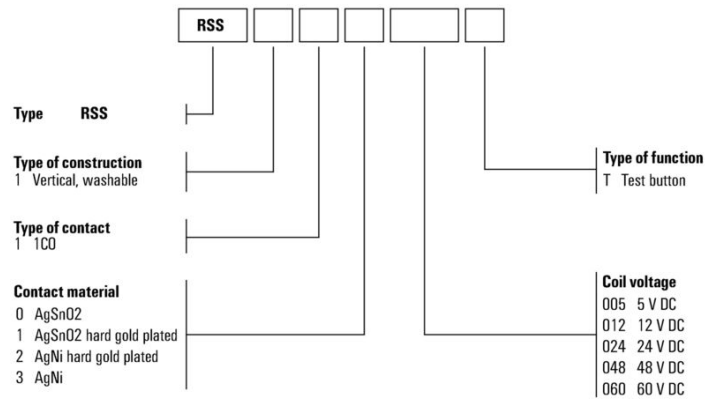 RSS
Type RSS
Type of construction
1 Vertical, washable
Type of contact
1 1CO
Contact material
0 AgSnO2
1 AgSnO2 hard gold plated
2 AgNi hard gold plated
3 AgNi
Type of function
T Test button
Coil voltage
005 5 V DC
012 12 V DC
024 24 V DC
048 48 V DC
060 60 V DC